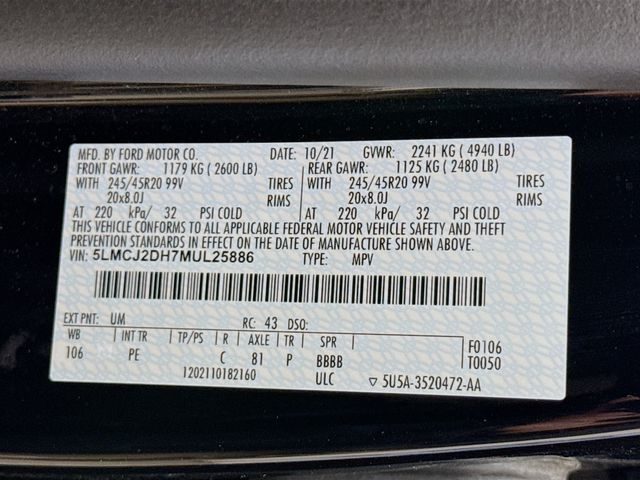 MFD. BY FORD MOTOR CO. DATE: 10/21 GVWR: 2241 KG ( 4940 LB)
FRONT GAWR: 1179 KG ( 2600 LB) REAR GAWR: 1125 KG ( 2480 LB)
WITH 245/45R20 99V TIRES WITH 245/45R20 99V TIRES
20x8.0J RIMS 20x8.0J RIMS
AT 220 kPa/ 32 PSI COLD AT 220 kPa/ 32 PSI COLD
THIS VEHICLE CONFORMS TO ALL APPLICABLE FEDERAL MOTOR VEHICLE SAFETY AND THEFT
PREVENTION STANDARDS IN EFFECT ON THE DATE OF MANUFACTURE SHOWN ABOVE.
VIN: 5LMCJ2DH7MUL25886 TYPE: MPV
EXT PNT: UM RC: 43 DSO:
WB INT TR TP/PS R AXLE TR SPR F0106
106 PE C 81 P BBBB T0050
1202110182160 ULC ▽ 5U5A-3520472-AA